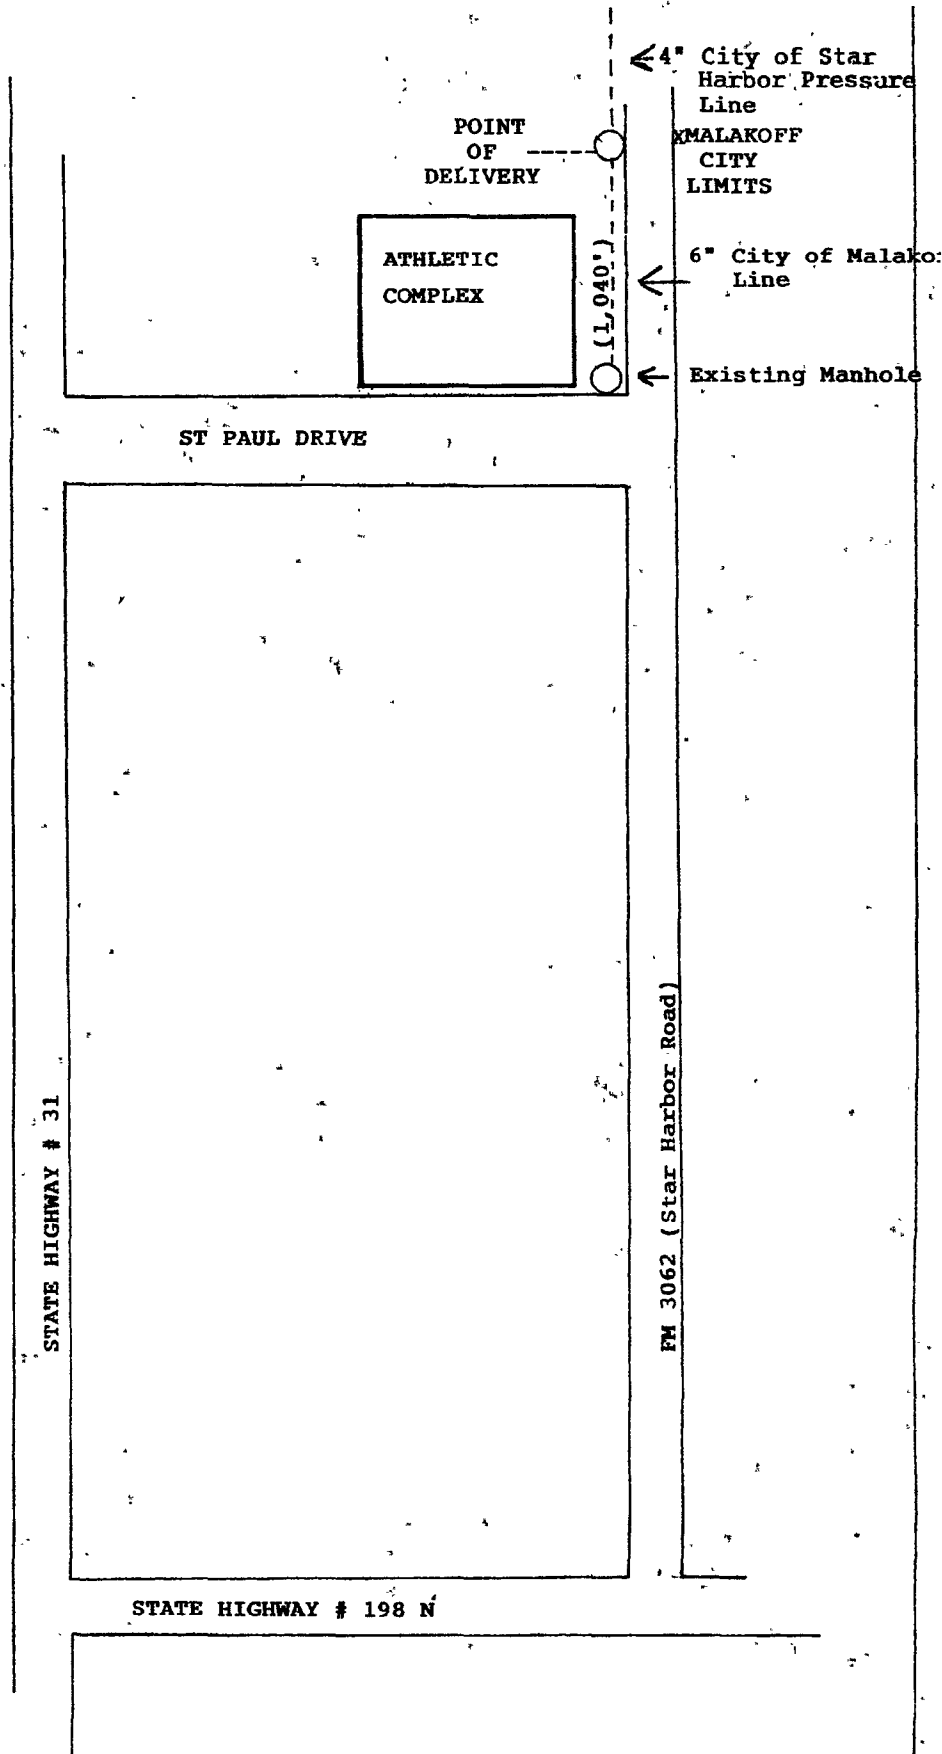 4" City of Star
Harbor Pressure
Line
POINT
OF
DELIVERY
XMALAKOFF
CITY
LIMITS
ATHLETIC
COMPLEX
(1,040')
6" City of Malako
Line
Existing Manhole
ST PAUL DRIVE
STATE HIGHWAY # 31
FM 3062 (Star Harbor Road)
STATE HIGHWAY # 198 N